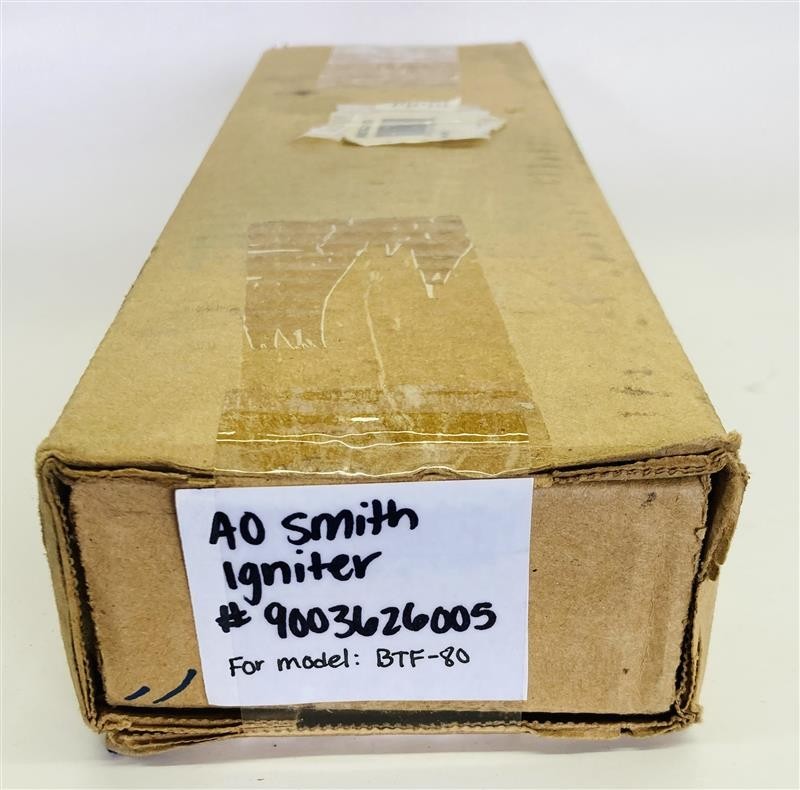 AO Smith
Igniter
# 9003626005
For model: BTF-80